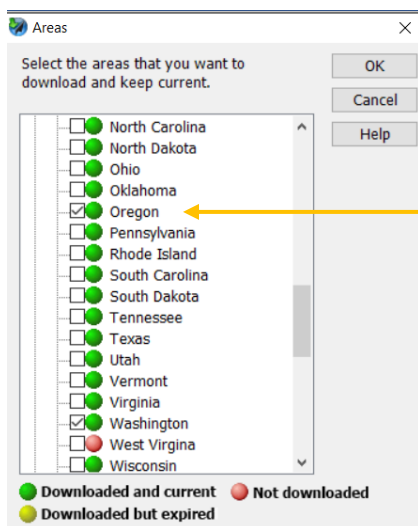 Areas
Select the areas that you want to
download and keep current.
OK
Cancel
Help
North Carolina
North Dakota
Ohio
Oklahoma
Oregon
Pennsylvania
Rhode Island
South Carolina
South Dakota
Tennessee
Texas
Utah
Vermont
Virginia
Washington
West Virgina
Wisconsin
Downloaded and current
Not downloaded
Downloaded but expired